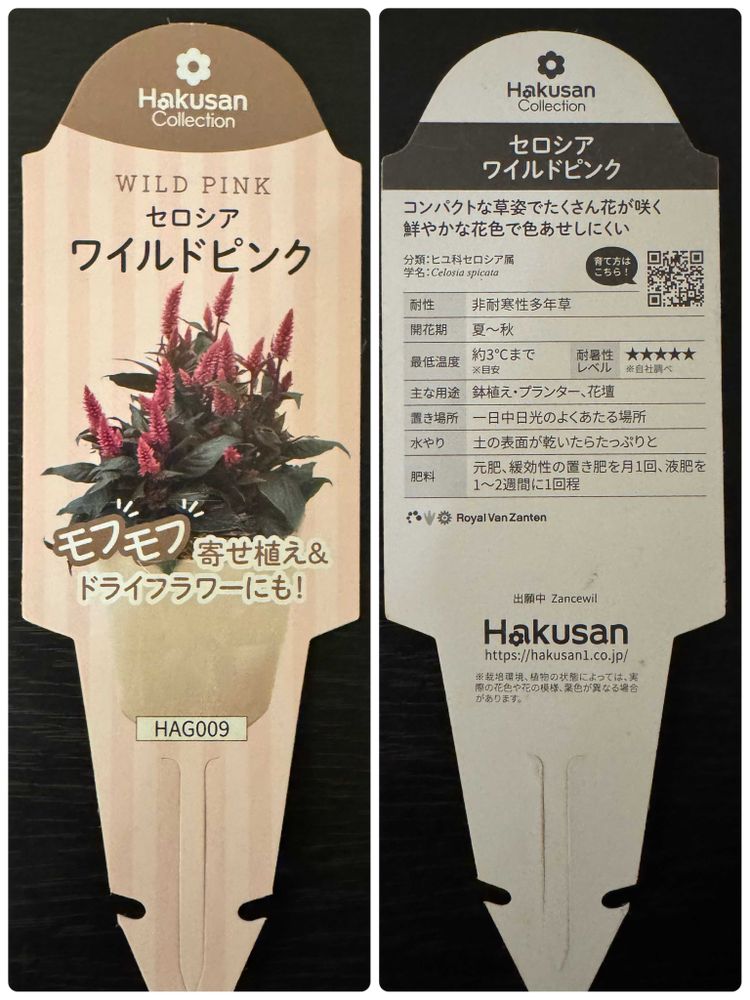 Hakusan
Collection
WILD PINK
セロシア
ワイルドピンク
モフモフ 寄せ植え&
ドライフラワーにも!
HAG009
Hakusan
Collection
セロシア
ワイルドピンク
コンパクトな草姿でたくさん花が咲く
鮮やかな花色で色あせしにくい
分類:ヒユ科セロシア属
学名:Celosia spicata
育て方は
こちら!
耐性 非耐寒性多年草
開花期 夏〜秋
最低温度 約3℃まで ※目安 耐暑性レベル ★★★★★ ※自社調べ
主な用途 鉢植え・プランター、花壇
置き場所 一日中日光のよくあたる場所
水やり 土の表面が乾いたらたっぷりと
肥料 元肥、緩効性の置き肥を月1回、液肥を
1〜2週間に1回程
Royal Van Zanten
出願中 Zancewil
Hakusan
https://hakusan1.co.jp/
※栽培環境、植物の状態によっては、実
際の花色や花の模様、葉色が異なる場合
があります。